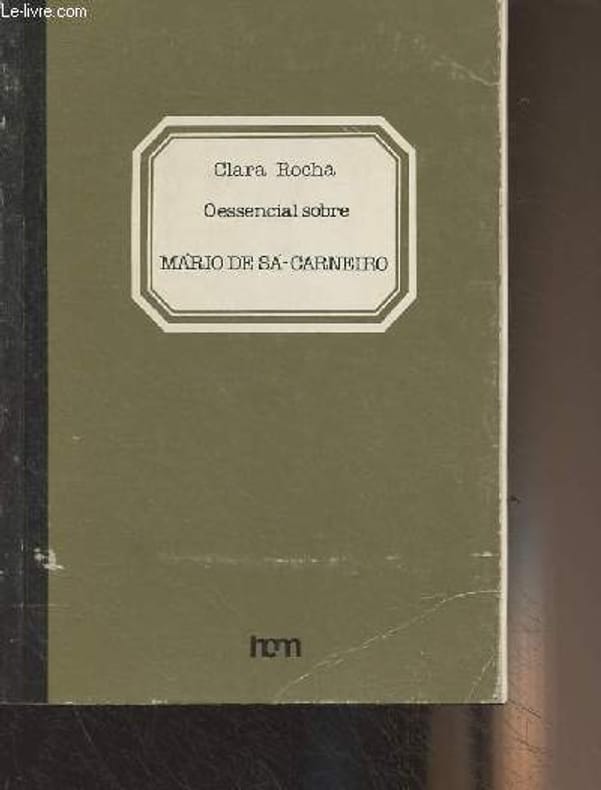 Le-livre.com
Clara Rocha
O essencial sobre
MÁRIO DE SÁ-CARNEIRO
incm